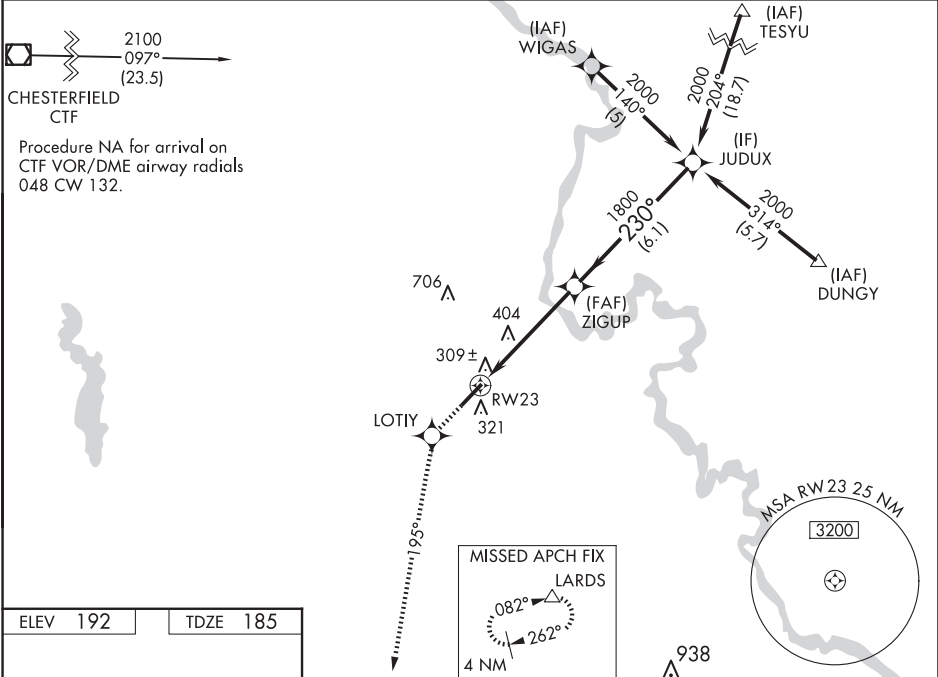 2100
097°
(23.5)
CHESTERFIELD
CTF
Procedure NA for arrival on
CTF VOR/DME airway radials
048 CW 132.
(IAF)
WIGAS
2000
140°
(5)
(IAF)
TESYU
2000
204°
(18.7)
(IF)
JUDUX
1800
230°
(6.1)
2000
314°
(5.7)
(IAF)
DUNGY
(FAF)
ZIGUP
706
404
309±
RW23
321
LOTIY
195°
MSA RW23 25 NM
3200
MISSED APCH FIX
LARDS
082°
262°
4 NM
938
ELEV 192
TDZE 185